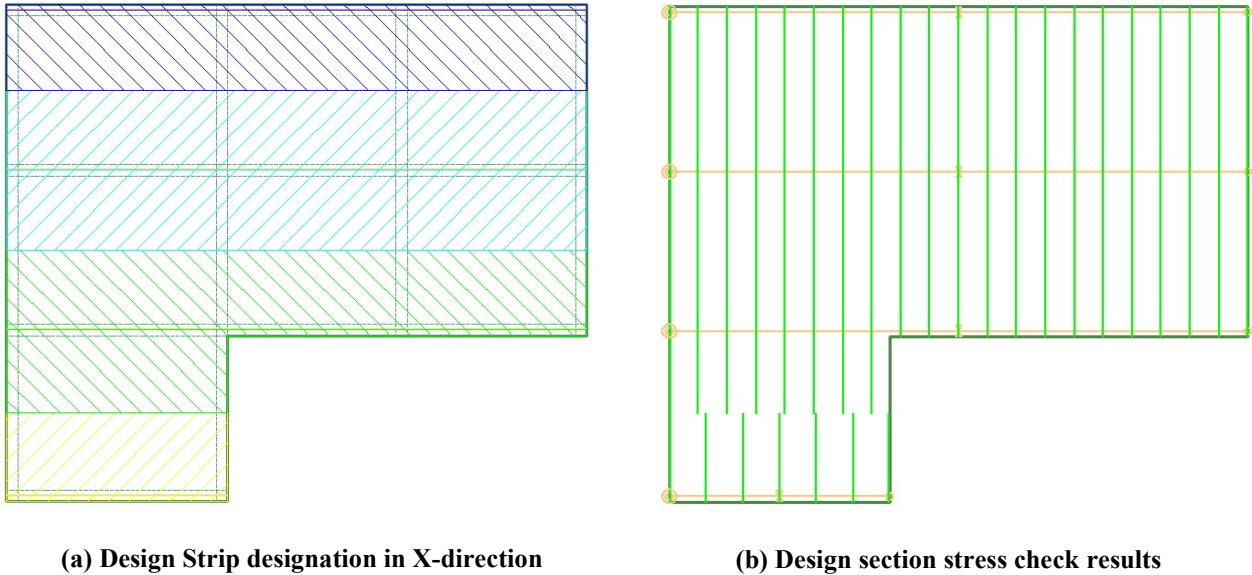 (a) Design Strip designation in X-direction
(b) Design section stress check results